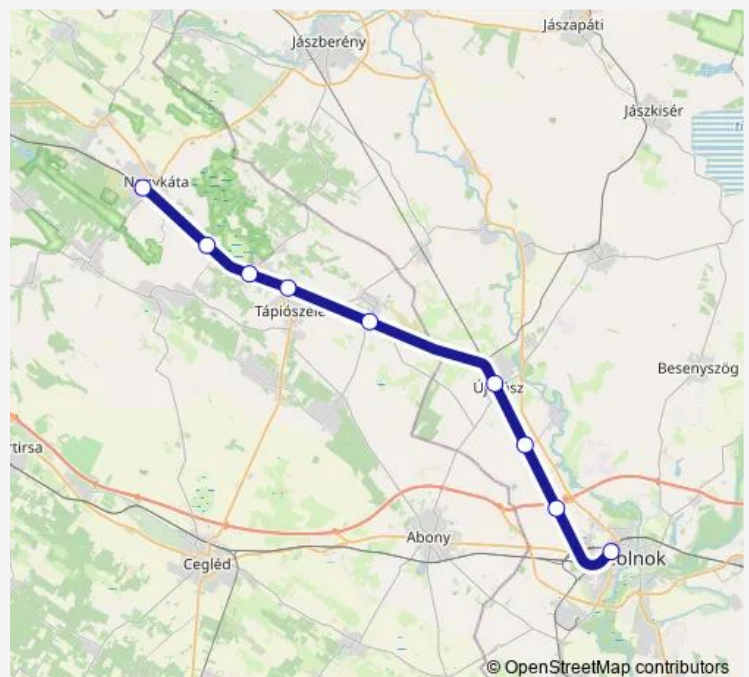 Jászapáti
Jászberény
Jászkisér
Tápiószele
Besenyszög
Abony
Cegléd
© OpenStreetMap contributors